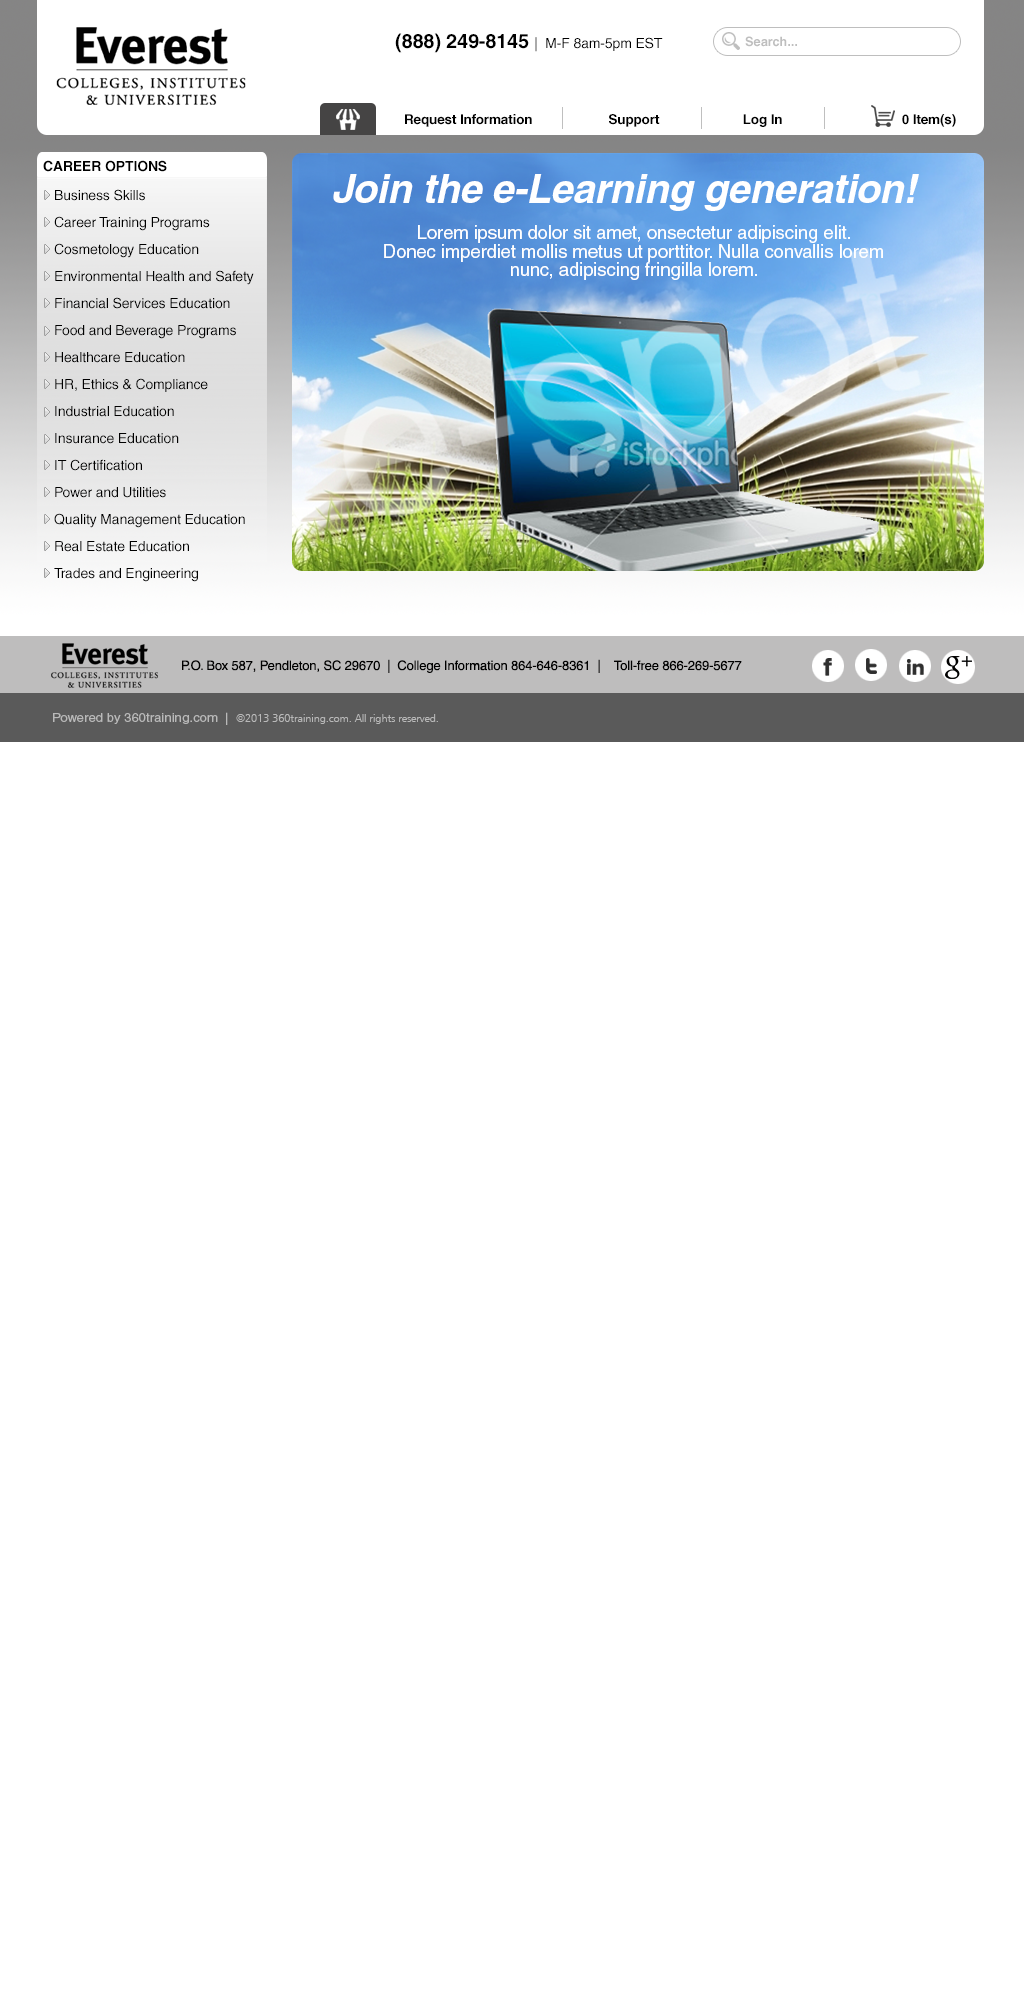 Everest
COLLEGES, INSTITUTES
& UNIVERSITIES
(888) 249-8145 | M-F 8am-5pm EST
Search...
Request Information
Support
Log In
0 Item(s)
CAREER OPTIONS
Business Skills
Career Training Programs
Cosmetology Education
Environmental Health and Safety
Financial Services Education
Food and Beverage Programs
Healthcare Education
HR, Ethics & Compliance
Industrial Education
Insurance Education
IT Certification
Power and Utilities
Quality Management Education
Real Estate Education
Trades and Engineering
Join the e-Learning generation!
Lorem ipsum dolor sit amet, onsectetur adipiscing elit.
Donec imperdiet mollis metus ut porttitor. Nulla convallis lorem
nunc, adipiscing fringilla lorem.
e-spot
iStockpho
Everest
COLLEGES, INSTITUTES
& UNIVERSITIES
P.O. Box 587, Pendleton, SC 29670 | College Information 864-646-8361 | Toll-free 866-269-5677
f t in g+
Powered by 360training.com | ©2013 360training.com. All rights reserved.